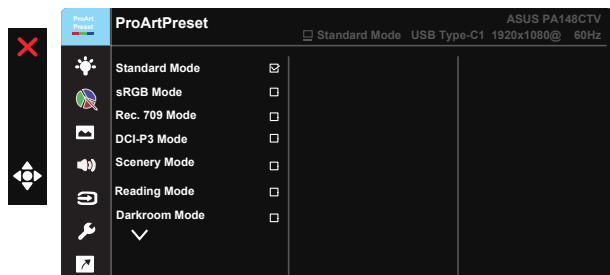 ProArt
Preset
ProArtPreset
ASUS PA148CTV
Standard Mode USB Type-C1 1920x1080@ 60Hz
Standard Mode
sRGB Mode
Rec. 709 Mode
DCI-P3 Mode
Scenery Mode
Reading Mode
Darkroom Mode